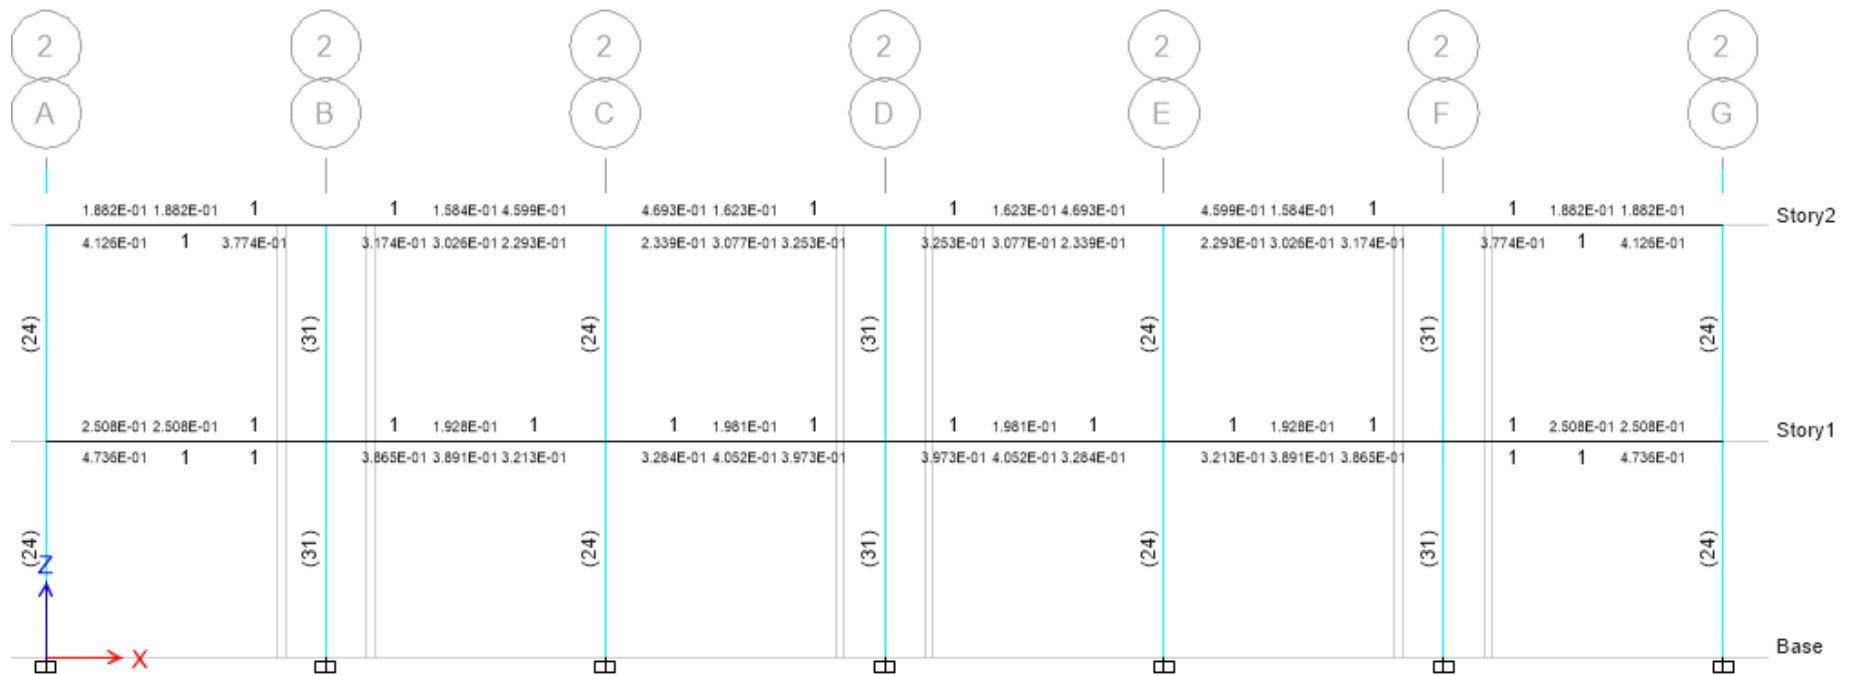 2 2 2 2 2 2 2
A B C D E F G
1.882E-01 1.882E-01 1 1 1.584E-01 4.599E-01 4.693E-01 1.623E-01 1 1 1.623E-01 4.693E-01 4.599E-01 1.584E-01 1 1 1.882E-01 1.882E-01 Story2
4.126E-01 1 3.774E-01 3.174E-01 3.026E-01 2.293E-01 2.339E-01 3.077E-01 3.253E-01 3.253E-01 3.077E-01 2.339E-01 2.293E-01 3.026E-01 3.174E-01 3.774E-01 1 4.126E-01
(24) (31) (24) (31) (24) (31) (24)
2.508E-01 2.508E-01 1 1 1.928E-01 1 1 1.981E-01 1 1 1.981E-01 1 1 1.928E-01 1 1 2.508E-01 2.508E-01 Story1
4.736E-01 1 1 3.865E-01 3.891E-01 3.213E-01 3.284E-01 4.052E-01 3.973E-01 3.973E-01 4.052E-01 3.284E-01 3.213E-01 3.891E-01 3.865E-01 1 1 4.736E-01
(24) (31) (24) (31) (24) (31) (24)
Z
X Base